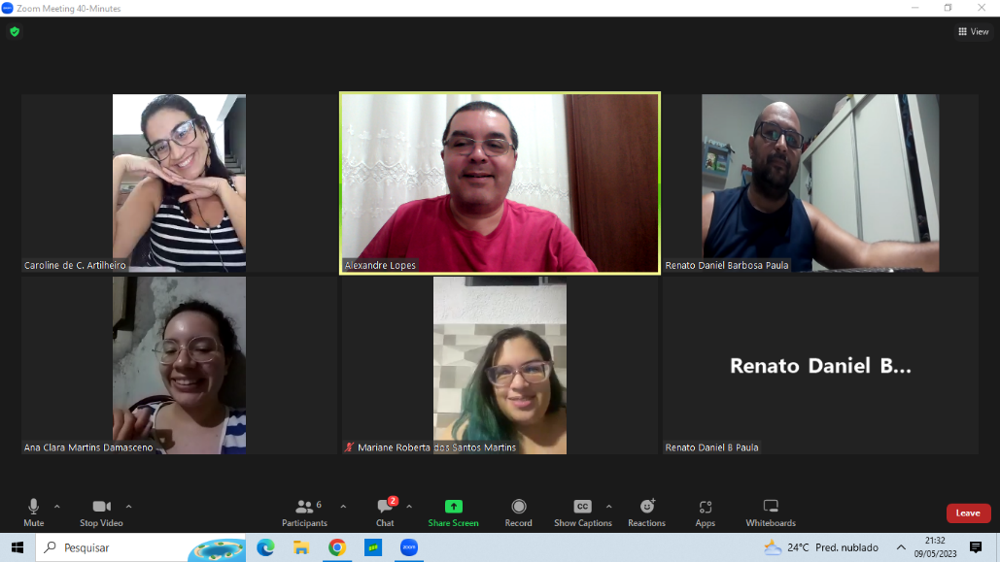 Zoom Meeting 40-Minutes
View
Caroline de C. Artilheiro
Alexandre Lopes
Renato Daniel Barbosa Paula
Ana Clara Martins Damasceno
Mariane Roberta dos Santos Martins
Renato Daniel B...
Renato Daniel B Paula
Mute
Stop Video
6
Participants
2
Chat
Share Screen
Record
CC
Show Captions
Reactions
Apps
Whiteboards
Leave
Pesquisar
zoom
24°C Pred. nublado
21:32
09/05/2023